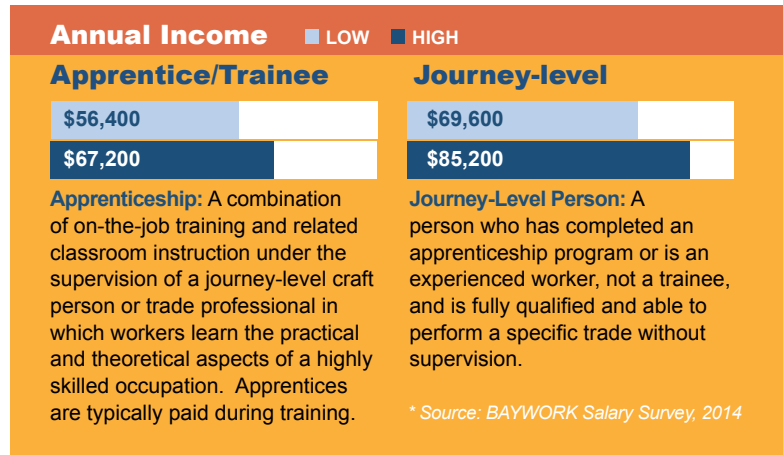 Annual Income LOW HIGH
Apprentice/Trainee
$56,400
$67,200
Apprenticeship: A combination
of on-the-job training and related
classroom instruction under the
supervision of a journey-level craft
person or trade professional in
which workers learn the practical
and theoretical aspects of a highly
skilled occupation.  Apprentices
are typically paid during training.
Journey-level
$69,600
$85,200
Journey-Level Person: A
person who has completed an
apprenticeship program or is an
experienced worker, not a trainee,
and is fully qualified and able to
perform a specific trade without
supervision.
* Source: BAYWORK Salary Survey, 2014